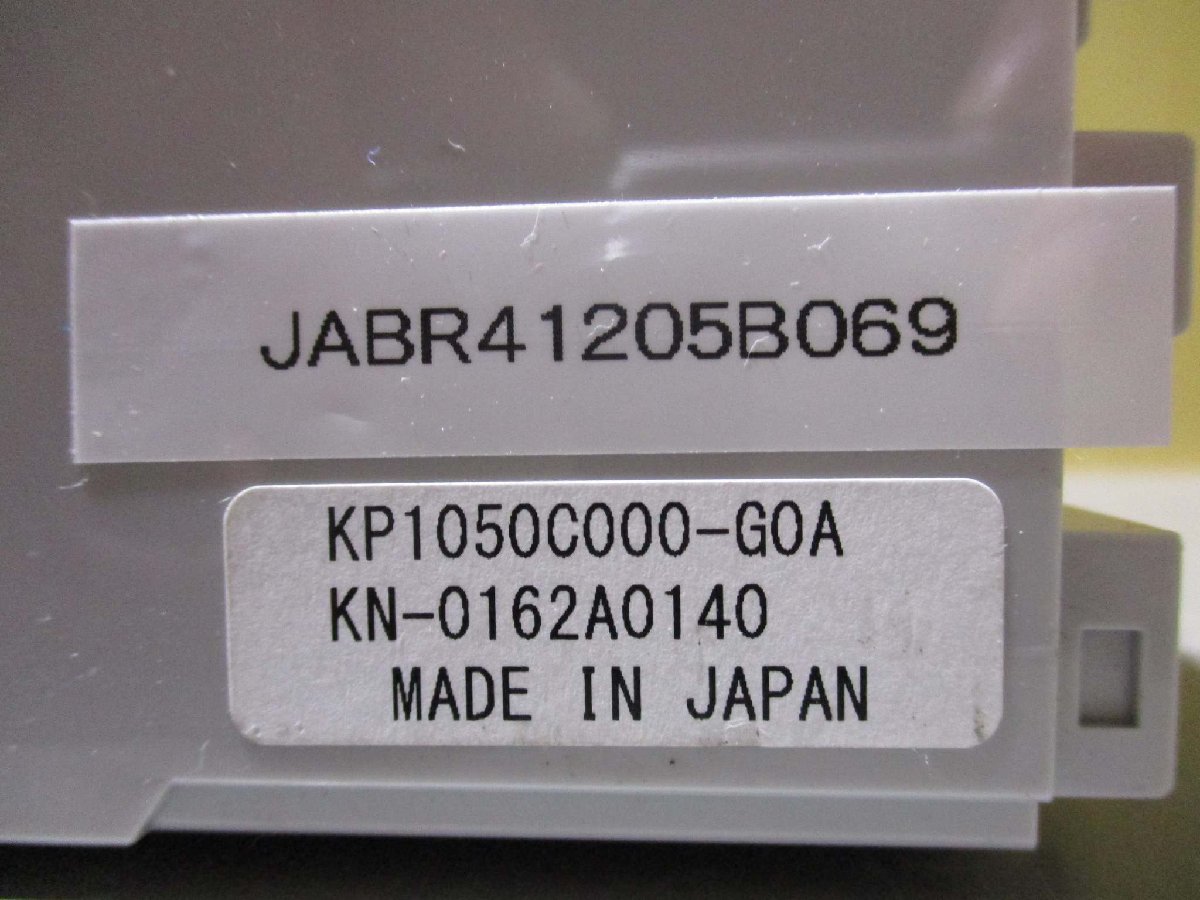 JABR41205B069
KP1050C000-G0A
KN-0162A0140
MADE IN JAPAN